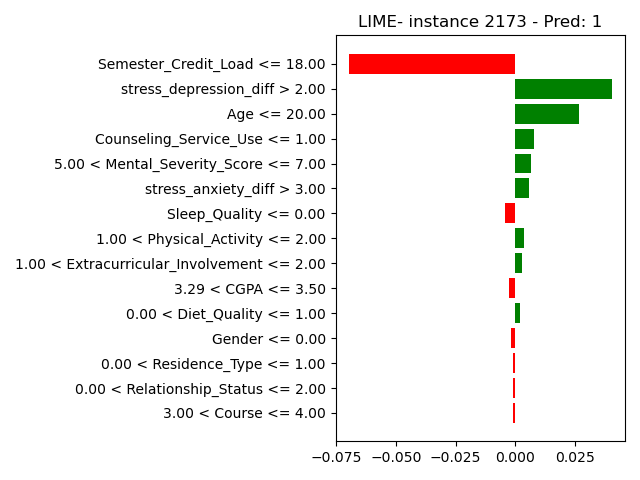 LIME- instance 2173 - Pred: 1
Semester_Credit_Load <= 18.00
stress_depression_diff > 2.00
Age <= 20.00
Counseling_Service_Use <= 1.00
5.00 < Mental_Severity_Score <= 7.00
stress_anxiety_diff > 3.00
Sleep_Quality <= 0.00
1.00 < Physical_Activity <= 2.00
1.00 < Extracurricular_Involvement <= 2.00
3.29 < CGPA <= 3.50
0.00 < Diet_Quality <= 1.00
Gender <= 0.00
0.00 < Residence_Type <= 1.00
0.00 < Relationship_Status <= 2.00
3.00 < Course <= 4.00
−0.075 −0.050 −0.025 0.000 0.025